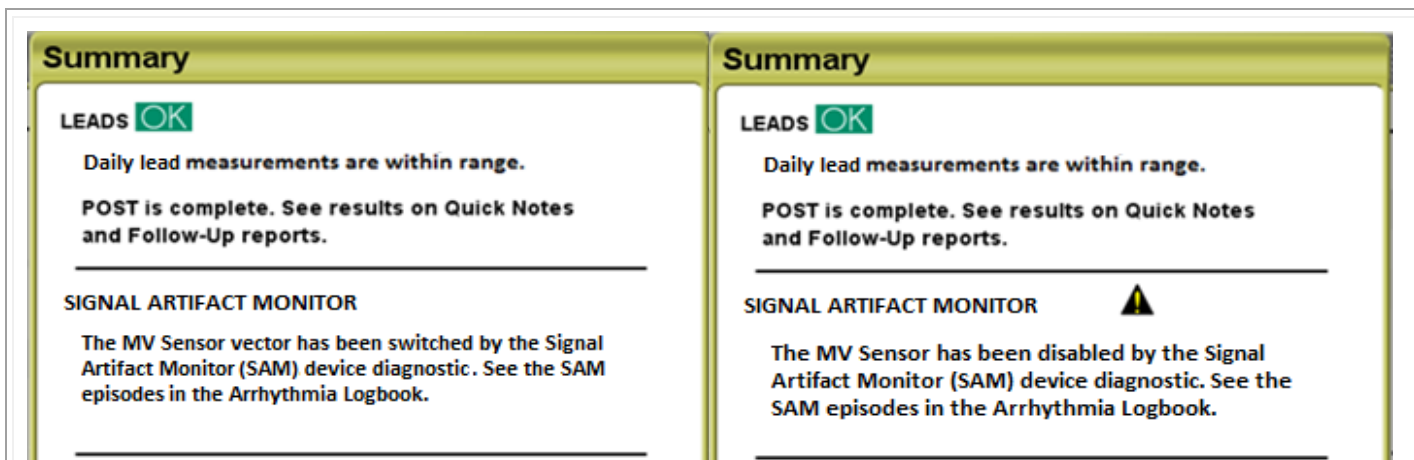 Summary
LEADS OK
Daily lead measurements are within range.
POST is complete. See results on Quick Notes
and Follow-Up reports.
SIGNAL ARTIFACT MONITOR
The MV Sensor vector has been switched by the Signal
Artifact Monitor (SAM) device diagnostic. See the SAM
episodes in the Arrhythmia Logbook.
Summary
LEADS OK
Daily lead measurements are within range.
POST is complete. See results on Quick Notes
and Follow-Up reports.
SIGNAL ARTIFACT MONITOR
The MV Sensor has been disabled by the Signal
Artifact Monitor (SAM) device diagnostic. See the
SAM episodes in the Arrhythmia Logbook.